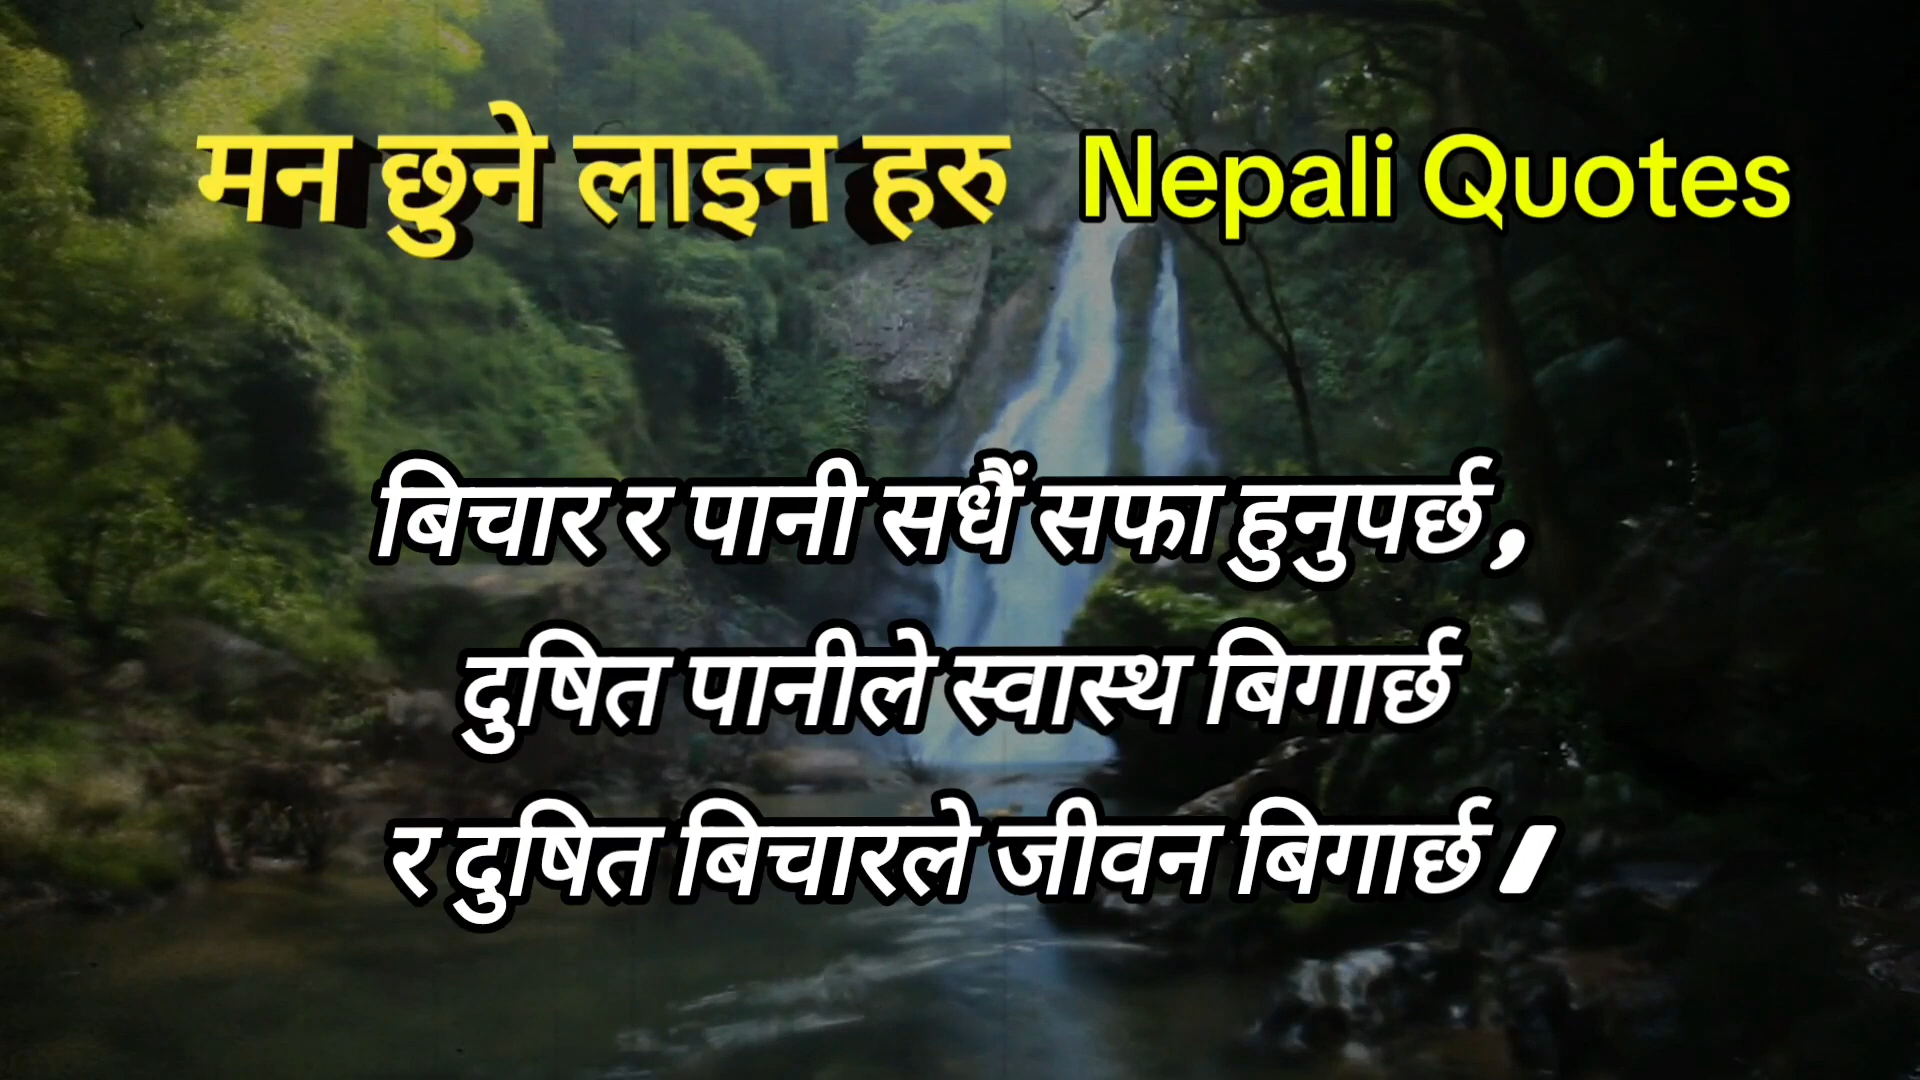 मन छुने लाइन हरु Nepali Quotes
बिचार र पानी सधैं सफा हुनुपर्छ ,
दुषित पानीले स्वास्थ बिगार्छ
र दुषित बिचारले जीवन बिगार्छ ।